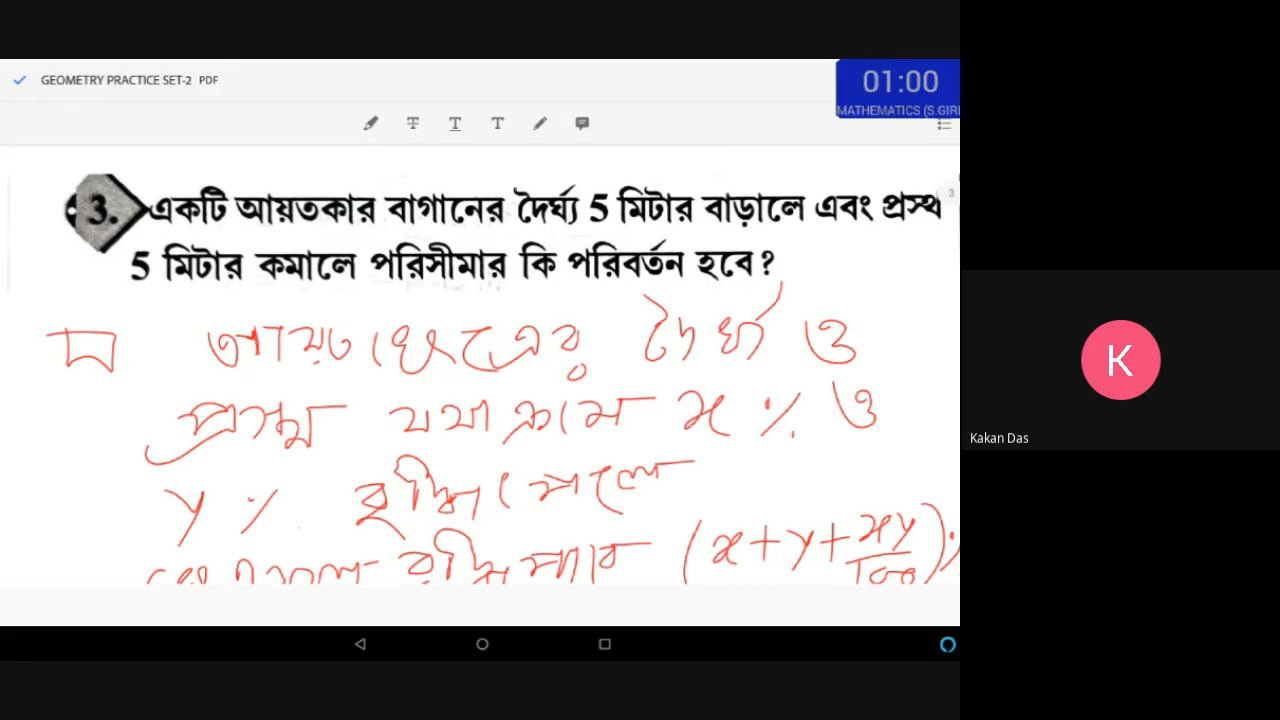 GEOMETRY PRACTICE SET-2 PDF
01:00
MATHEMATICS (S.GIRI
3
3. একটি আয়তকার বাগানের দৈর্ঘ্য 5 মিটার বাড়ালে এবং প্রস্থ
5 মিটার কমালে পরিসীমার কি পরিবর্তন হবে?
আয়তক্ষেত্রের দৈর্ঘ্য ও
প্রস্থ যথাক্রমে x % ও
y % বৃদ্ধি পেলে
বৃদ্ধি পাবে (x+y+xy/100)%
K
Kakan Das